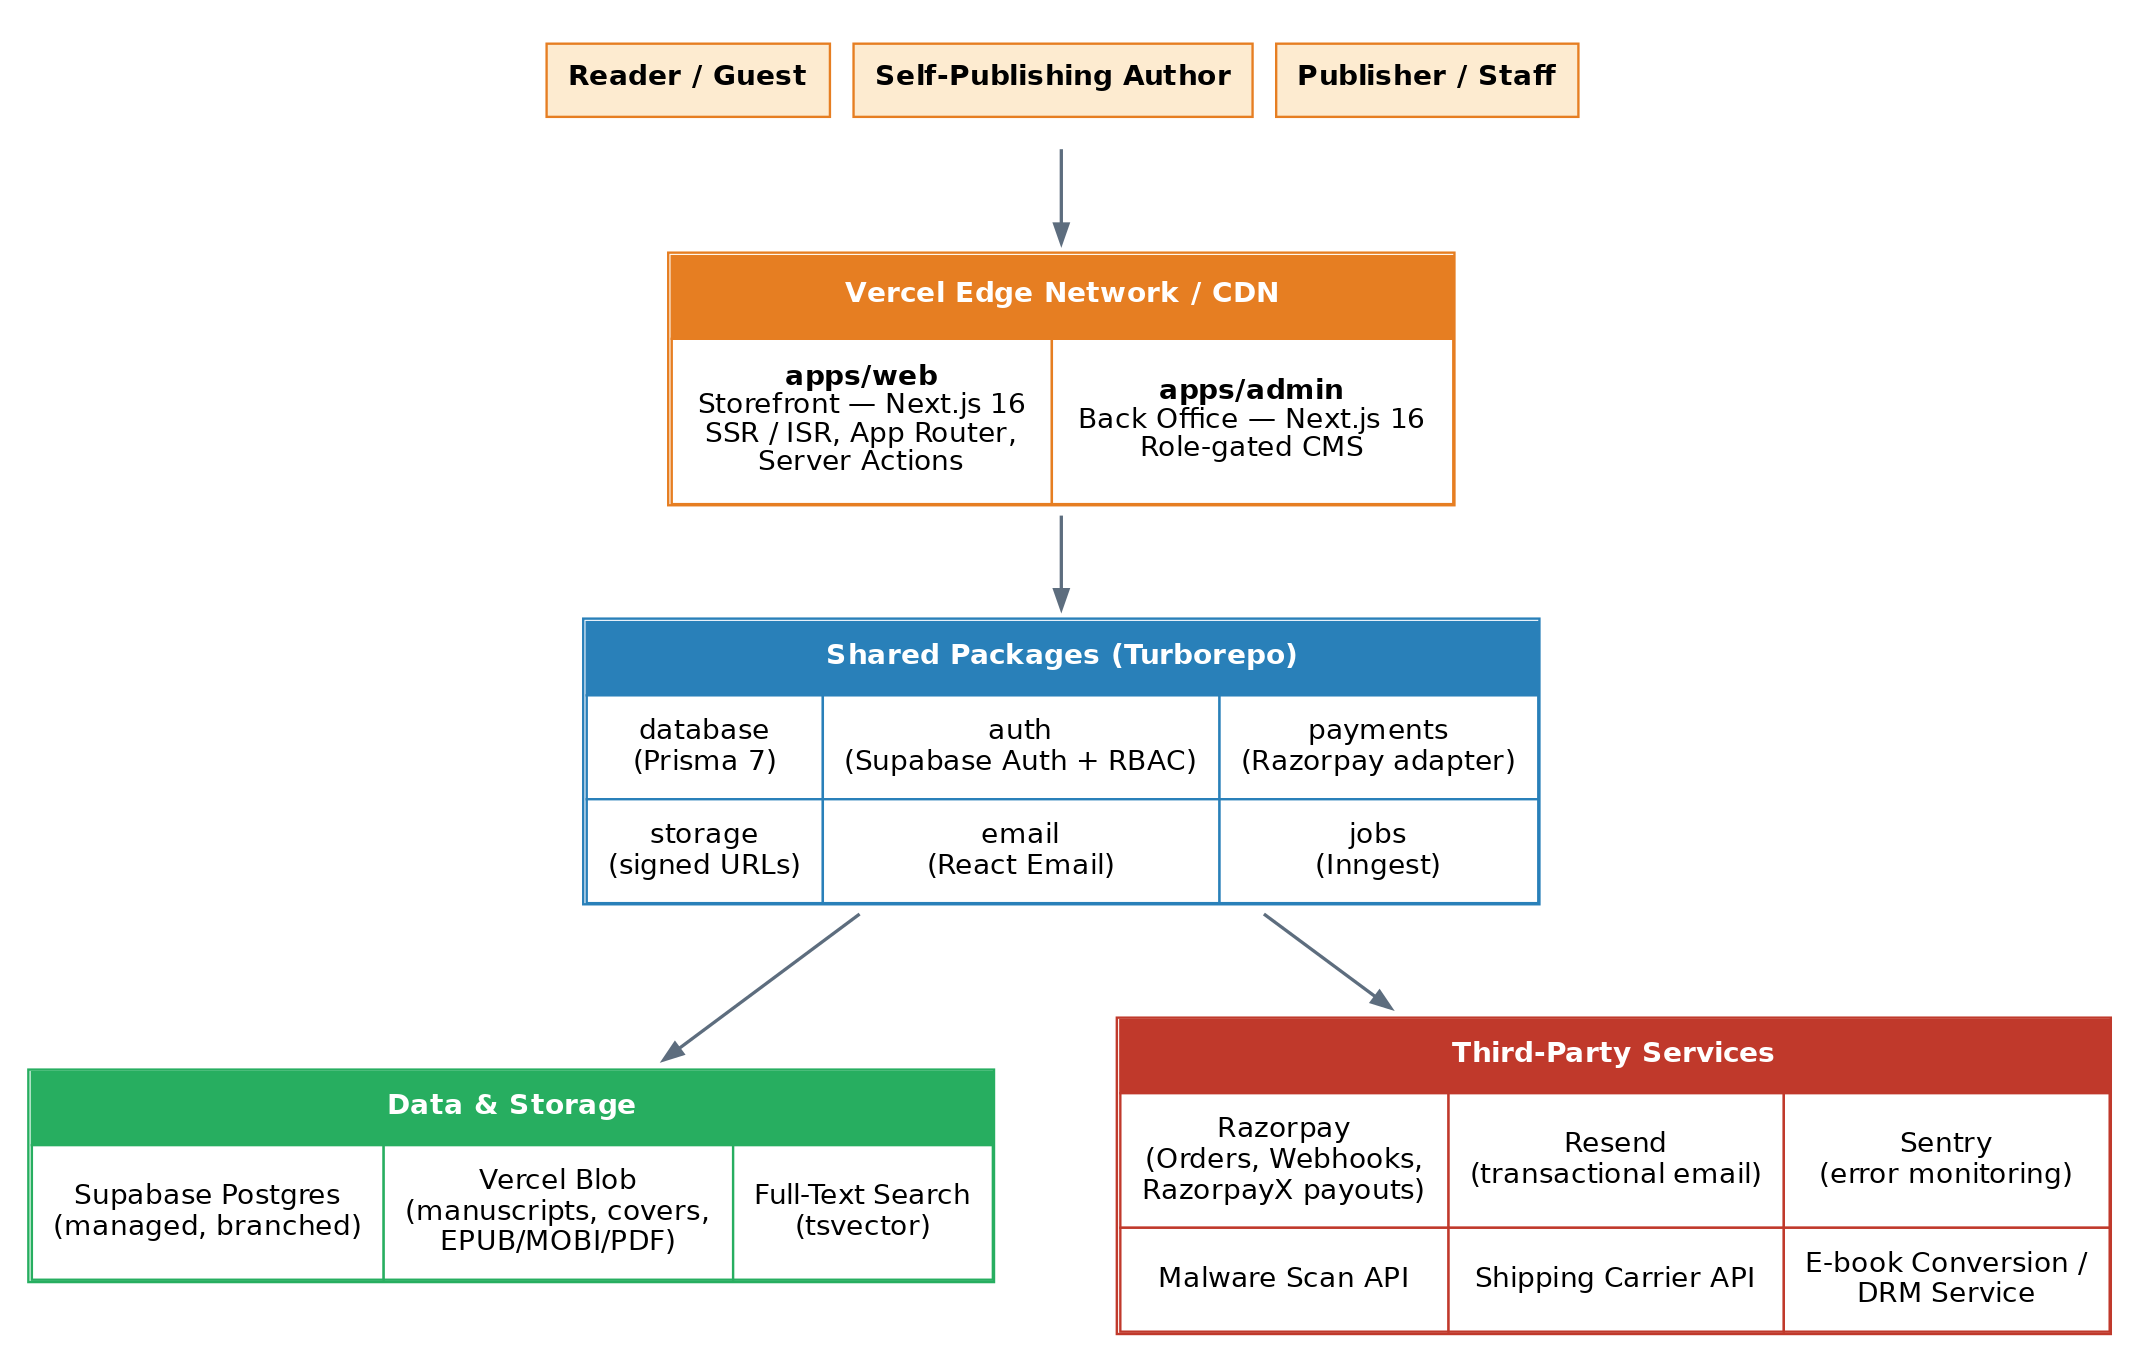 Reader / Guest
Self-Publishing Author
Publisher / Staff
Vercel Edge Network / CDN
apps/web
Storefront — Next.js 16
SSR / ISR, App Router,
Server Actions
apps/admin
Back Office — Next.js 16
Role-gated CMS
Shared Packages (Turborepo)
database
(Prisma 7)
auth
(Supabase Auth + RBAC)
payments
(Razorpay adapter)
storage
(signed URLs)
email
(React Email)
jobs
(Inngest)
Data & Storage
Supabase Postgres
(managed, branched)
Vercel Blob
(manuscripts, covers,
EPUB/MOBI/PDF)
Full-Text Search
(tsvector)
Third-Party Services
Razorpay
(Orders, Webhooks,
RazorpayX payouts)
Resend
(transactional email)
Sentry
(error monitoring)
Malware Scan API
Shipping Carrier API
E-book Conversion /
DRM Service